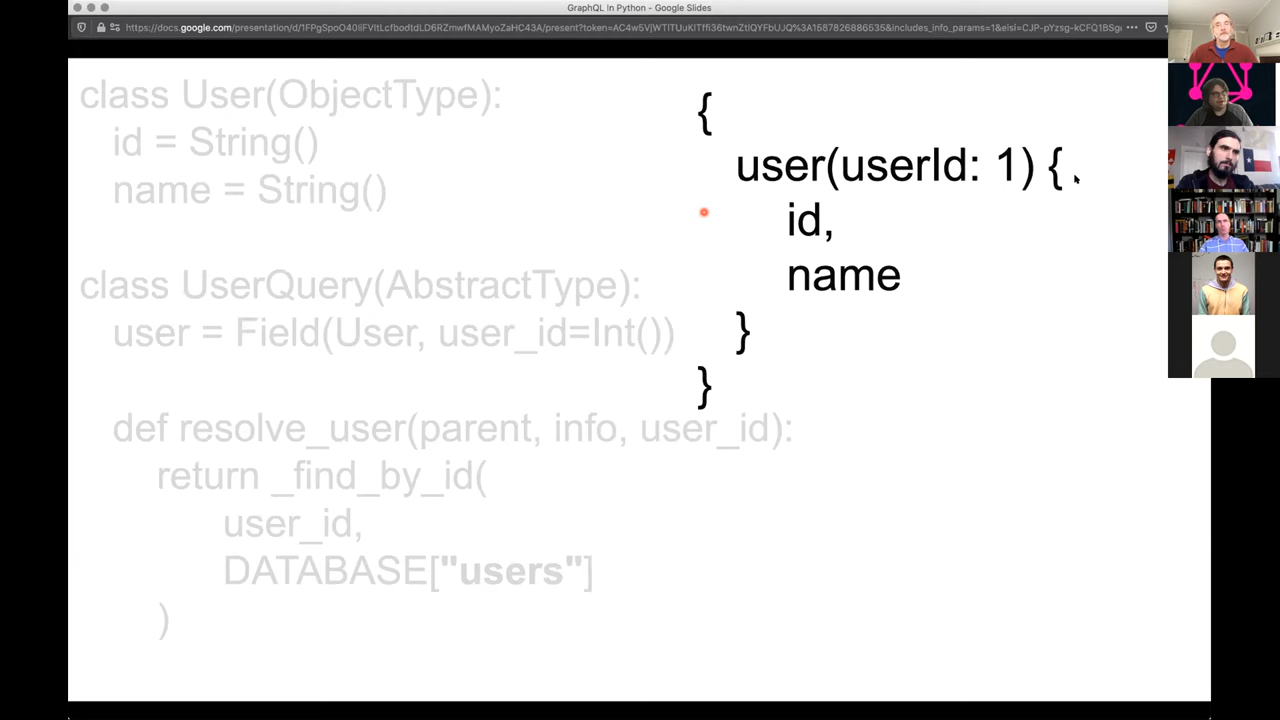 GraphQL In Python - Google Slides
class User(ObjectType):
id = String()
name = String()
class UserQuery(AbstractType):
user = Field(User, user_id=Int())
def resolve_user(parent, info, user_id):
return _find_by_id(
user_id,
DATABASE["users"]
)
{
user(userId: 1) {
id,
name
}
}